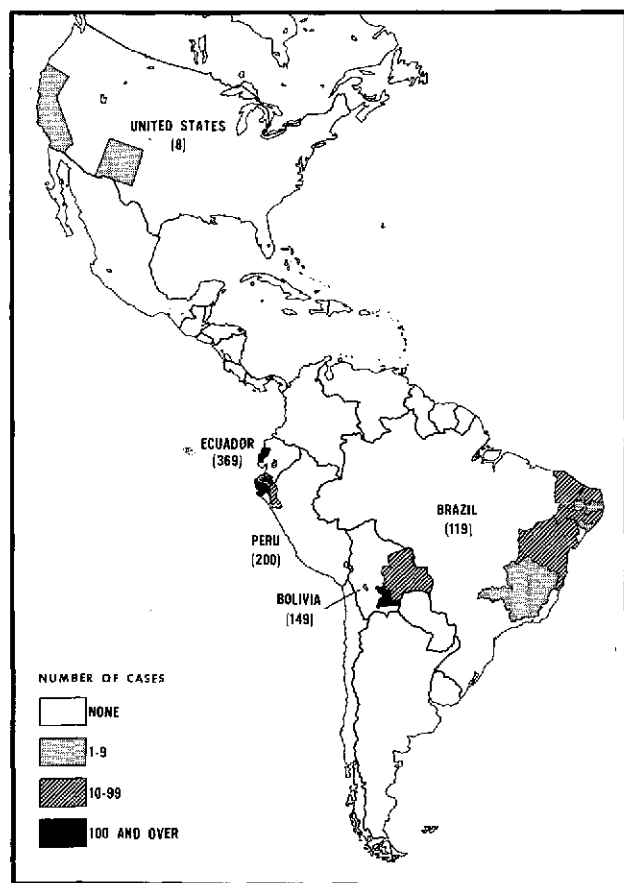 UNITED STATES
(8)
ECUADOR
(369)
BRAZIL
(119)
PERU
(200)
BOLIVIA
(149)
NUMBER OF CASES
NONE
1-9
10-99
100 AND OVER